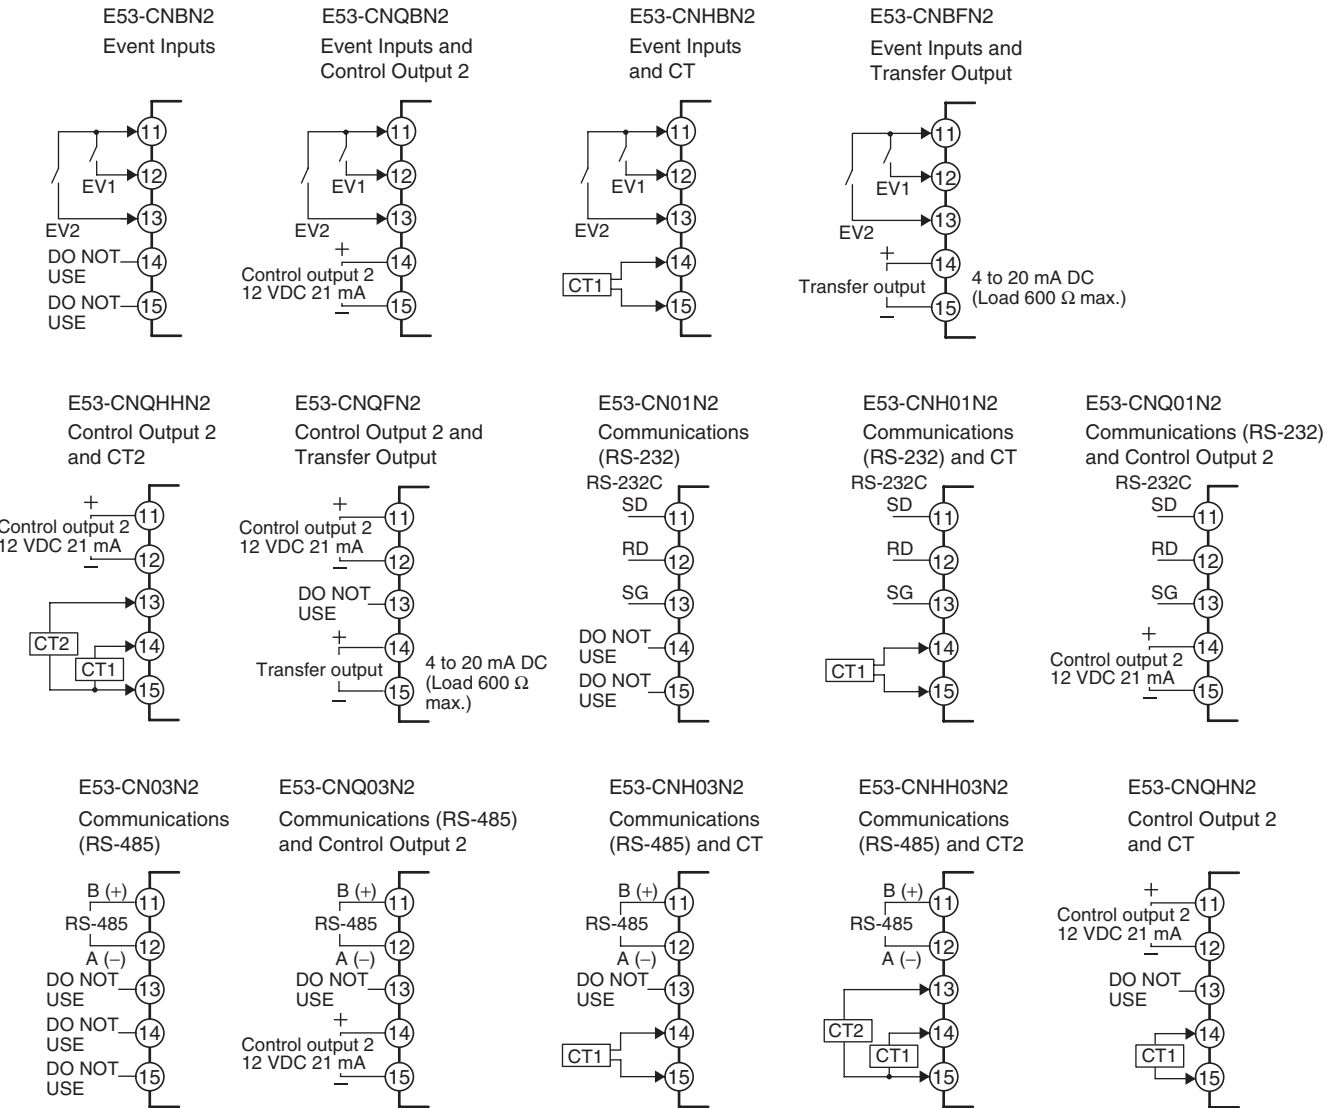 E53-CNBN2
Event Inputs
11
12
EV1
13
EV2
DO NOT
USE
14
DO NOT
USE
15
E53-CNQBN2
Event Inputs and
Control Output 2
11
12
EV1
13
EV2
+
14
Control output 2
12 VDC 21 mA
15
−
E53-CNHBN2
Event Inputs
and CT
11
12
EV1
13
EV2
14
CT1
15
E53-CNBFN2
Event Inputs and
Transfer Output
11
12
EV1
13
EV2
+
14
Transfer output
4 to 20 mA DC
(Load 600 Ω max.)
15
−
E53-CNQHHN2
Control Output 2
and CT2
+
11
Control output 2
12 VDC 21 mA
12
−
13
CT2
14
CT1
15
E53-CNQFN2
Control Output 2 and
Transfer Output
+
11
Control output 2
12 VDC 21 mA
12
−
DO NOT
USE
13
+
14
Transfer output
4 to 20 mA DC
(Load 600 Ω
max.)
15
−
E53-CN01N2
Communications
(RS-232)
RS-232C
SD
11
RD
12
SG
13
DO NOT
USE
14
DO NOT
USE
15
E53-CNH01N2
Communications
(RS-232) and CT
RS-232C
SD
11
RD
12
SG
13
14
CT1
15
E53-CNQ01N2
Communications (RS-232)
and Control Output 2
RS-232C
SD
11
RD
12
SG
13
+
14
Control output 2
12 VDC 21 mA
15
−
E53-CN03N2
Communications
(RS-485)
B (+)
11
RS-485
12
A (−)
DO NOT
USE
13
DO NOT
USE
14
DO NOT
USE
15
E53-CNQ03N2
Communications (RS-485)
and Control Output 2
B (+)
11
RS-485
12
A (−)
DO NOT
USE
13
+
14
Control output 2
12 VDC 21 mA
15
−
E53-CNH03N2
Communications
(RS-485) and CT
B (+)
11
RS-485
12
A (−)
DO NOT
USE
13
14
CT1
15
E53-CNHH03N2
Communications
(RS-485) and CT2
B (+)
11
RS-485
12
A (−)
13
CT2
14
CT1
15
E53-CNQHN2
Control Output 2
and CT
+
11
Control output 2
12 VDC 21 mA
12
−
DO NOT
USE
13
14
CT1
15